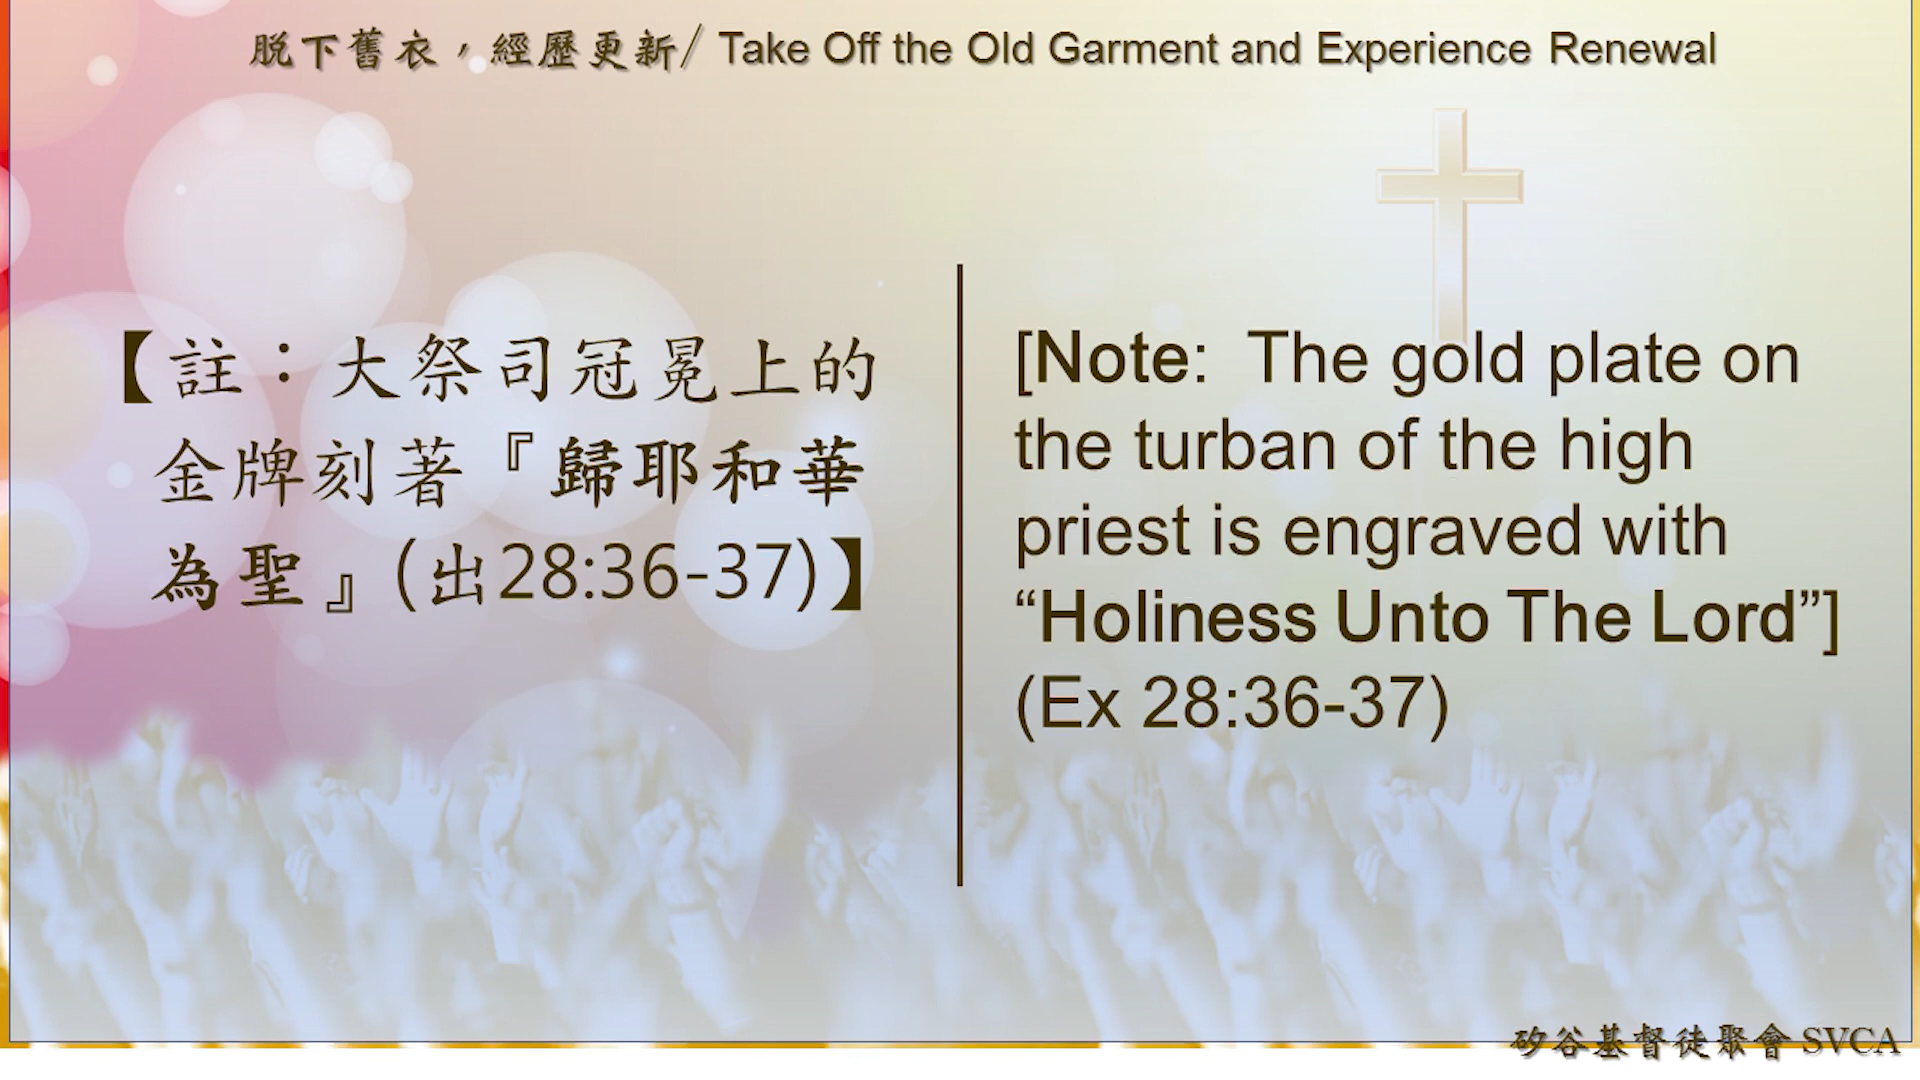 脫下舊衣，經歷更新/ Take Off the Old Garment and Experience Renewal
【註：大祭司冠冕上的
金牌刻著『歸耶和華
為聖』(出28:36-37)】
[Note:  The gold plate on
the turban of the high
priest is engraved with
“Holiness Unto The Lord”]
(Ex 28:36-37)
矽谷基督徒聚會 SVCA